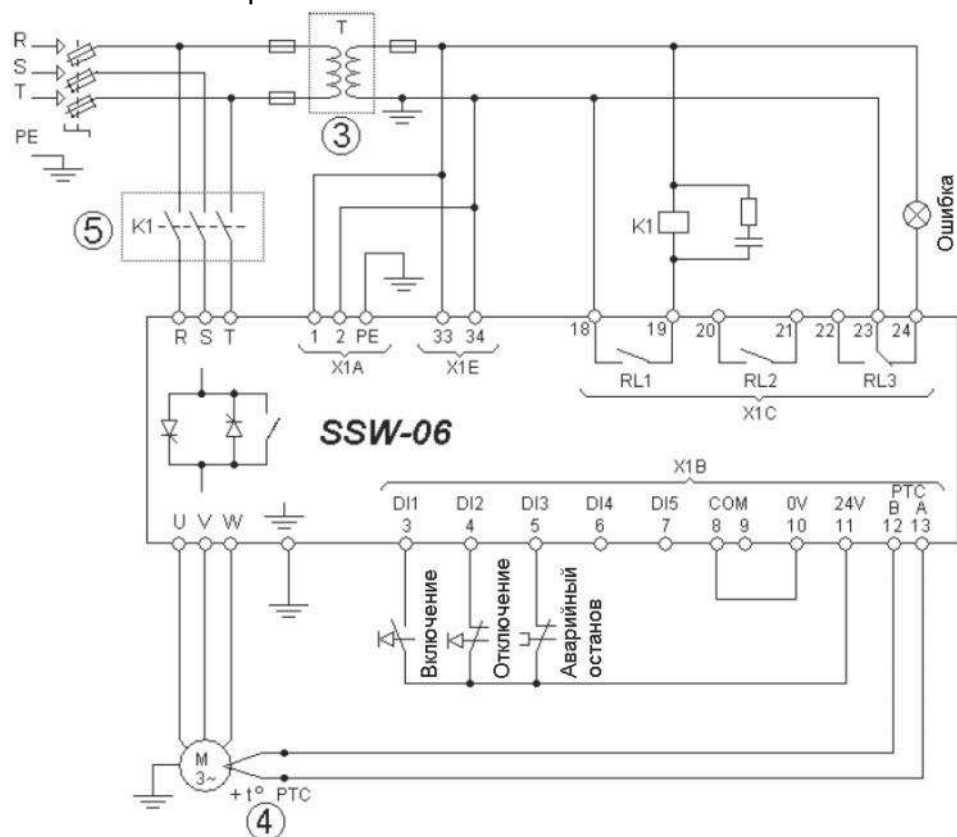 R
S
T
PE
T
3
5
K1
K1
Ошибка
R S T
1 2 PE
X1A
33 34
X1E
18 19 20 21 22 23 24
RL1 RL2 RL3
X1C
SSW-06
X1B
DI1 DI2 DI3 DI4 DI5 COM 0V 24V PTC
B A
3 4 5 6 7 8 9 10 11 12 13
U V W
Включение
Отключение
Аварийный
останов
M
3~
+t° PTC
4